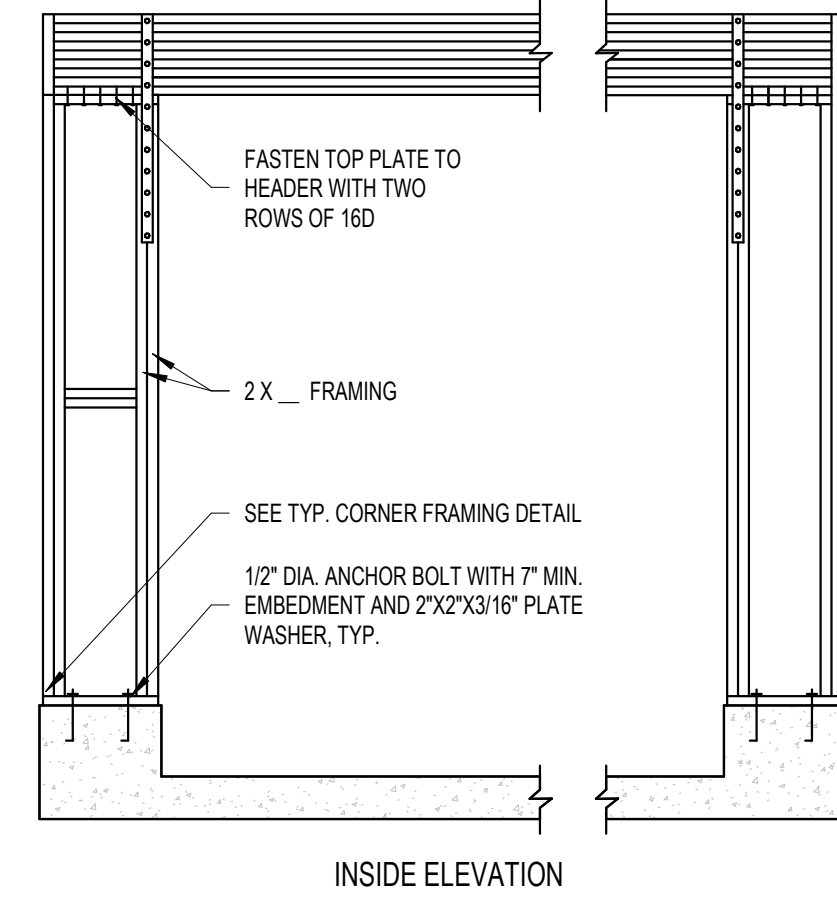 FASTEN TOP PLATE TO
HEADER WITH TWO
ROWS OF 16D
2 X __ FRAMING
SEE TYP. CORNER FRAMING DETAIL
1/2" DIA. ANCHOR BOLT WITH 7" MIN.
EMBEDMENT AND 2"X2"X3/16" PLATE
WASHER, TYP.
INSIDE ELEVATION